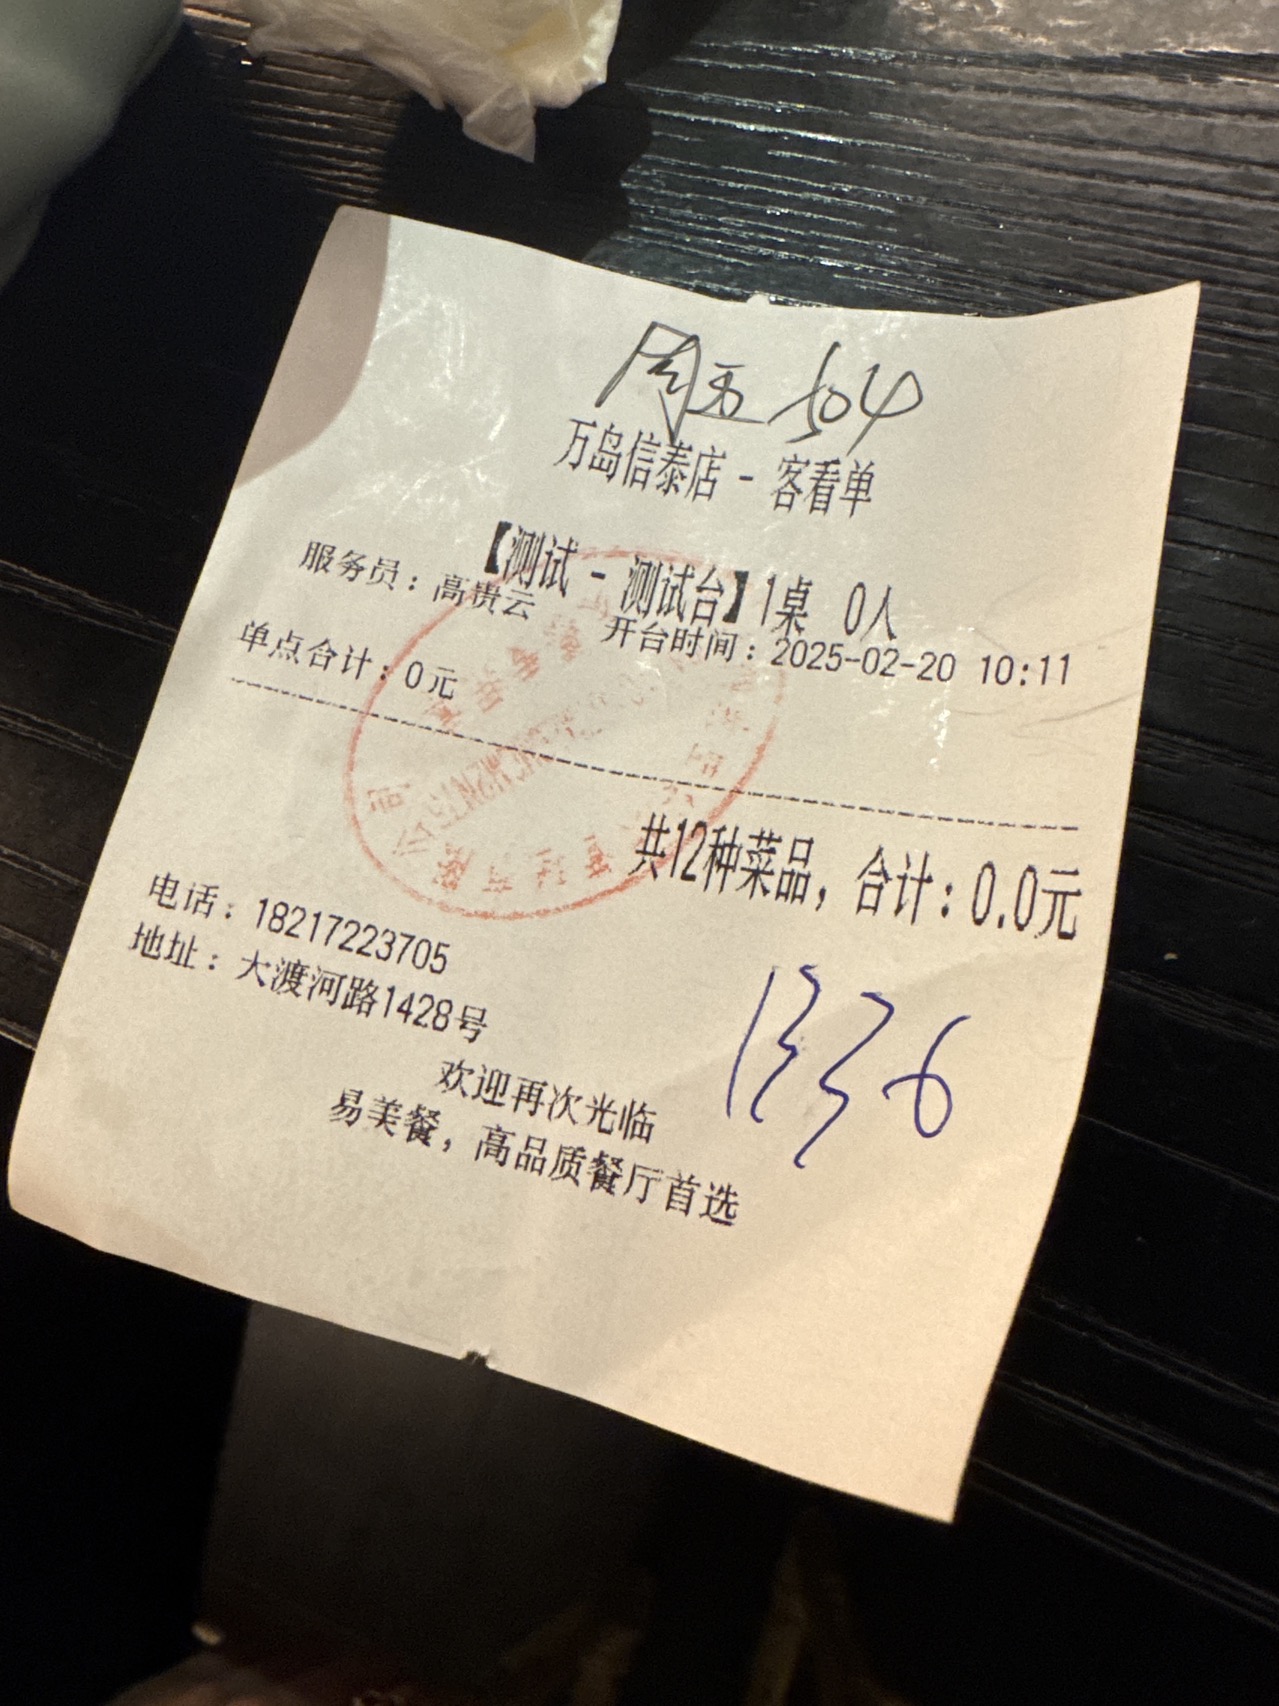 周五 504
万岛信泰店 - 客看单
【测试 - 测试台】1桌 0人
服务员：高贵云 开台时间：2025-02-20 10:11
单点合计：0元
共12种菜品，合计：0.0元
1336
电话：18217223705
地址：大渡河路1428号
欢迎再次光临
易美餐，高品质餐厅首选